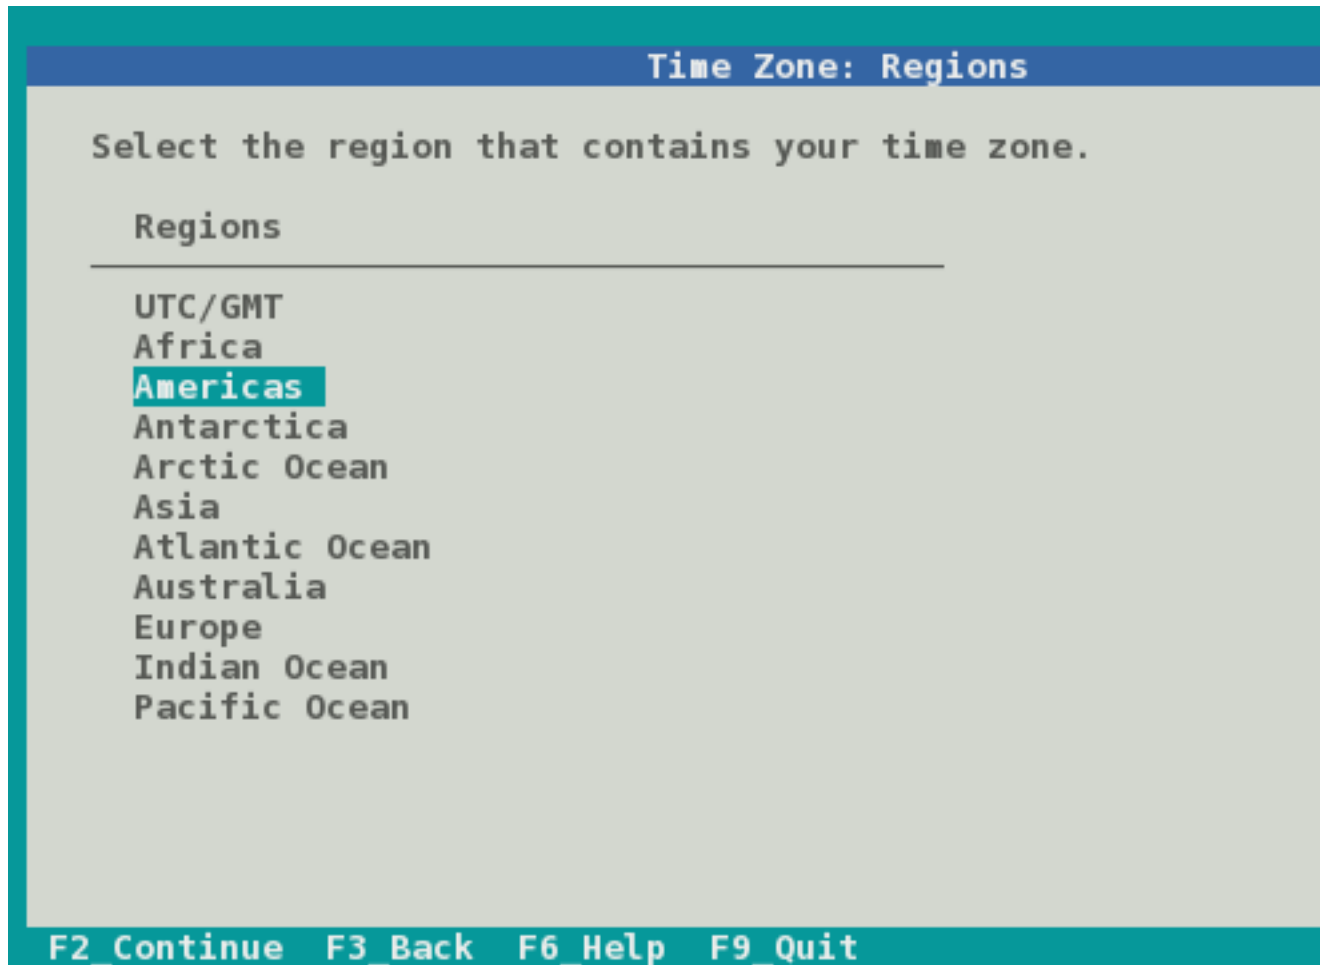 Time Zone: Regions
Select the region that contains your time zone.
Regions
UTC/GMT
Africa
Americas
Antarctica
Arctic Ocean
Asia
Atlantic Ocean
Australia
Europe
Indian Ocean
Pacific Ocean
F2_Continue F3_Back F6_Help F9_Quit